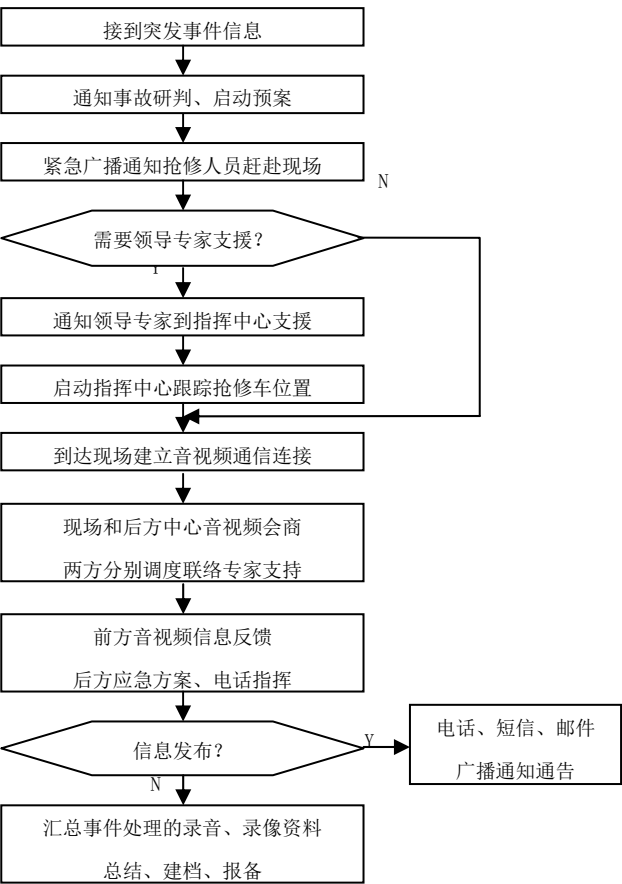 接到突发事件信息
通知事故研判、启动预案
紧急广播通知抢修人员赶赴现场
N
需要领导专家支援？
通知领导专家到指挥中心支援
启动指挥中心跟踪抢修车位置
到达现场建立音视频通信连接
现场和后方中心音视频会商
两方分别调度联络专家支持
前方音视频信息反馈
后方应急方案、电话指挥
信息发布？
Y
电话、短信、邮件
广播通知通告
N
汇总事件处理的录音、录像资料
总结、建档、报备